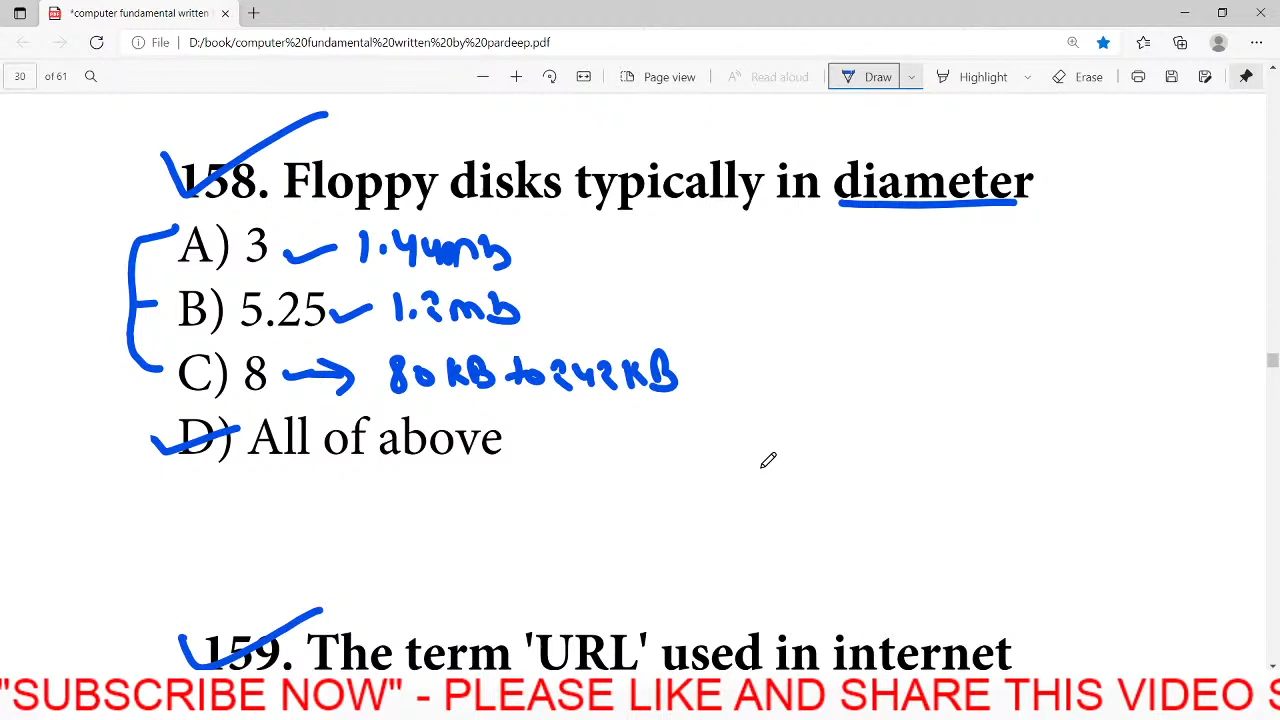 *computer fundamental written
File D:/book/computer%20fundamental%20written%20by%20pardeep.pdf
30 of 61 Page view Read aloud Draw Highlight Erase
158. Floppy disks typically in diameter
A) 3 1.44mb
B) 5.25 1.2mb
C) 8 80KB to 242KB
D) All of above
159. The term 'URL' used in internet
"SUBSCRIBE NOW" - PLEASE LIKE AND SHARE THIS VIDEO S